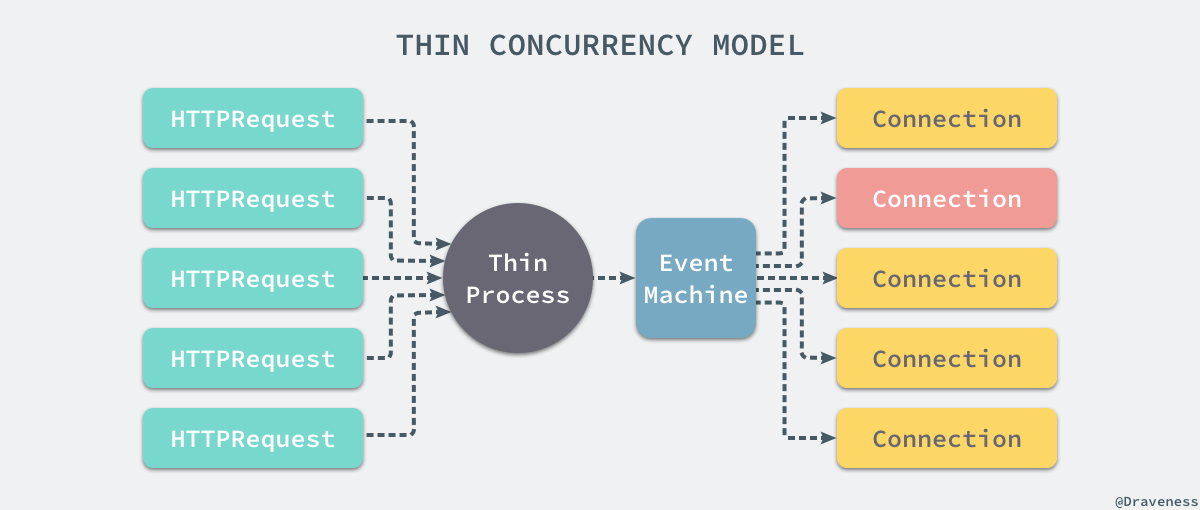 THIN CONCURRENCY MODEL
HTTPRequest
HTTPRequest
HTTPRequest
HTTPRequest
HTTPRequest
Thin
Process
Event
Machine
Connection
Connection
Connection
Connection
Connection
@Draveness